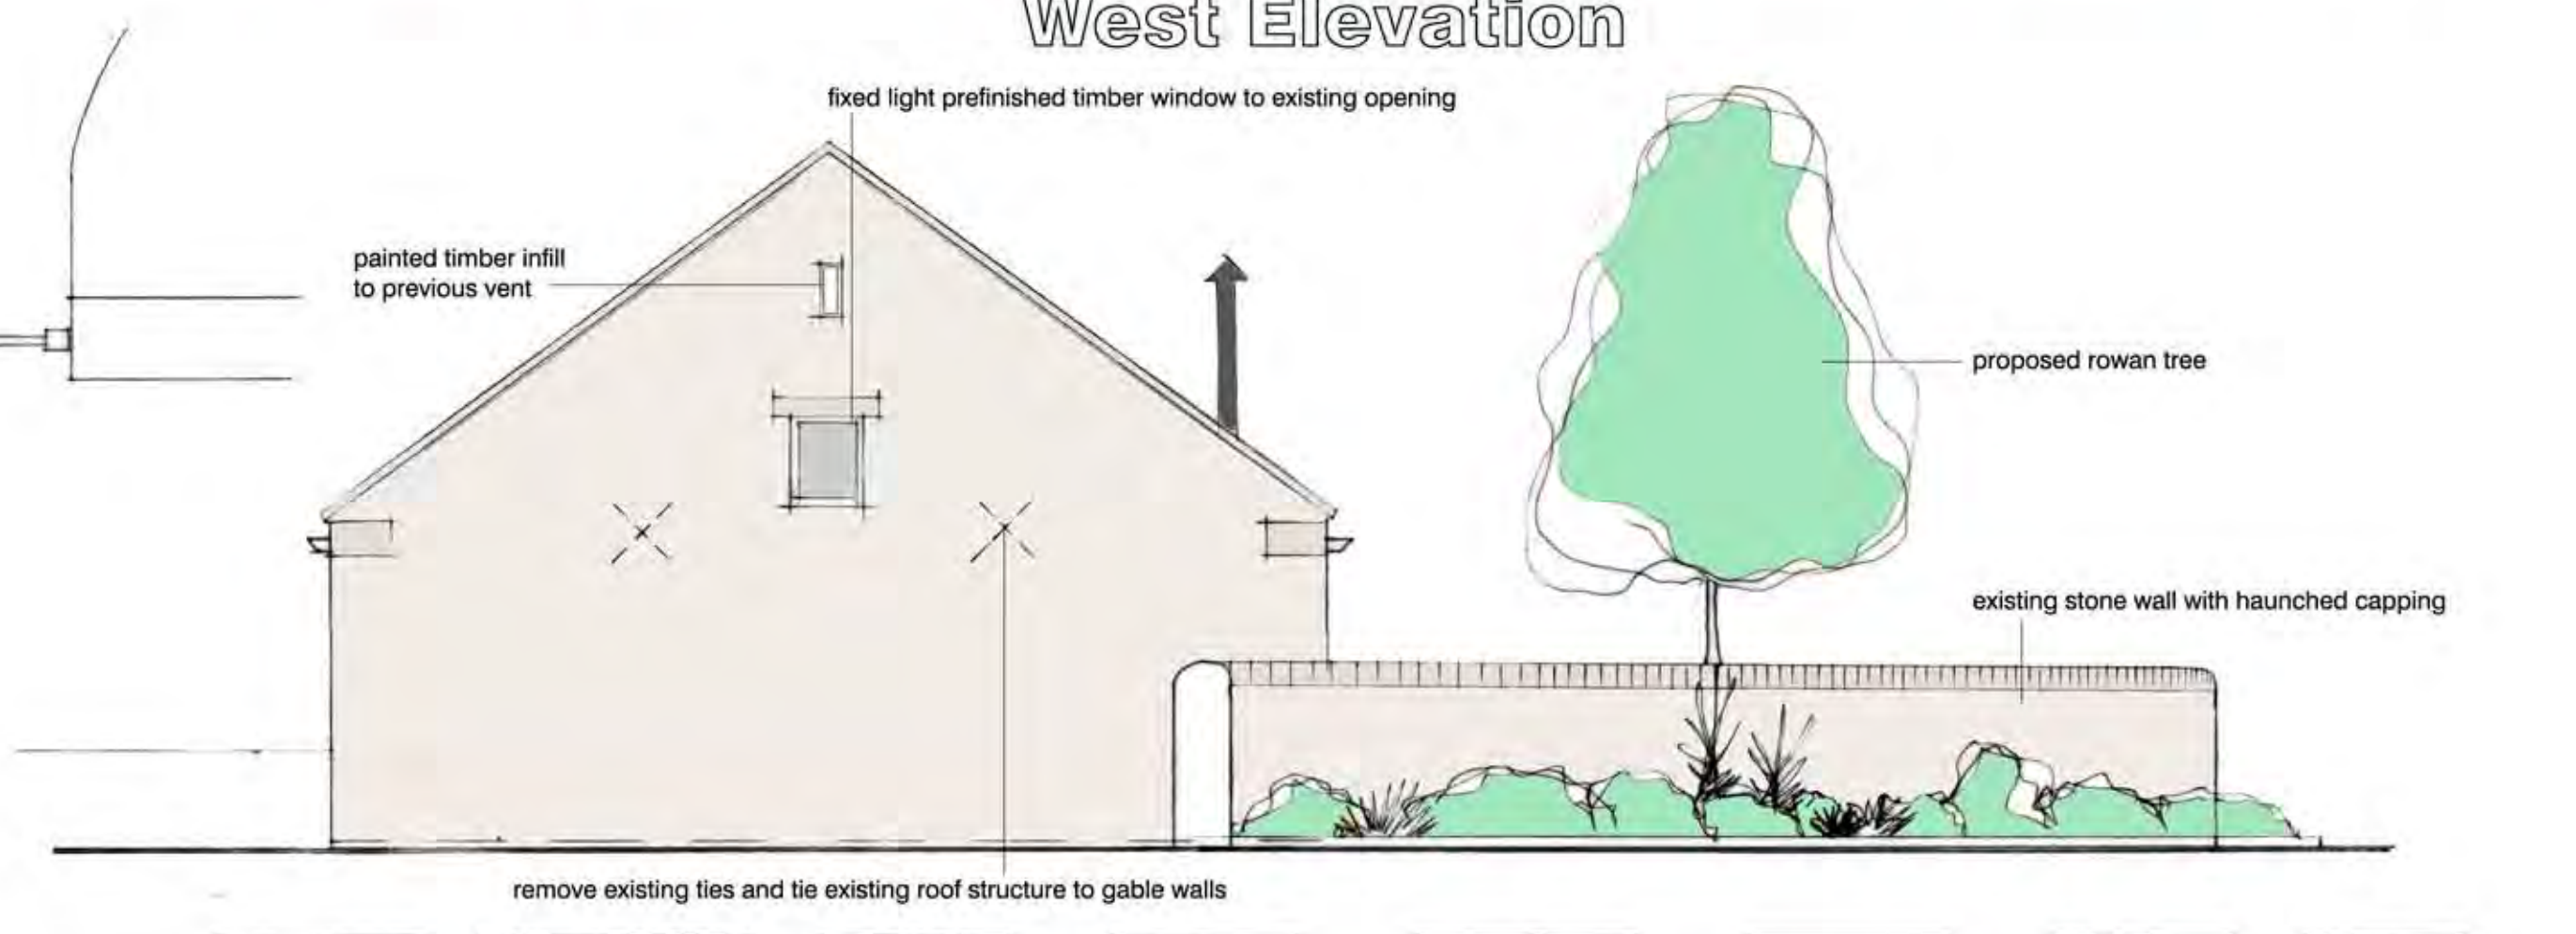 West Elevation
fixed light prefinished timber window to existing opening
painted timber infill
to previous vent
proposed rowan tree
existing stone wall with haunched capping
remove existing ties and tie existing roof structure to gable walls